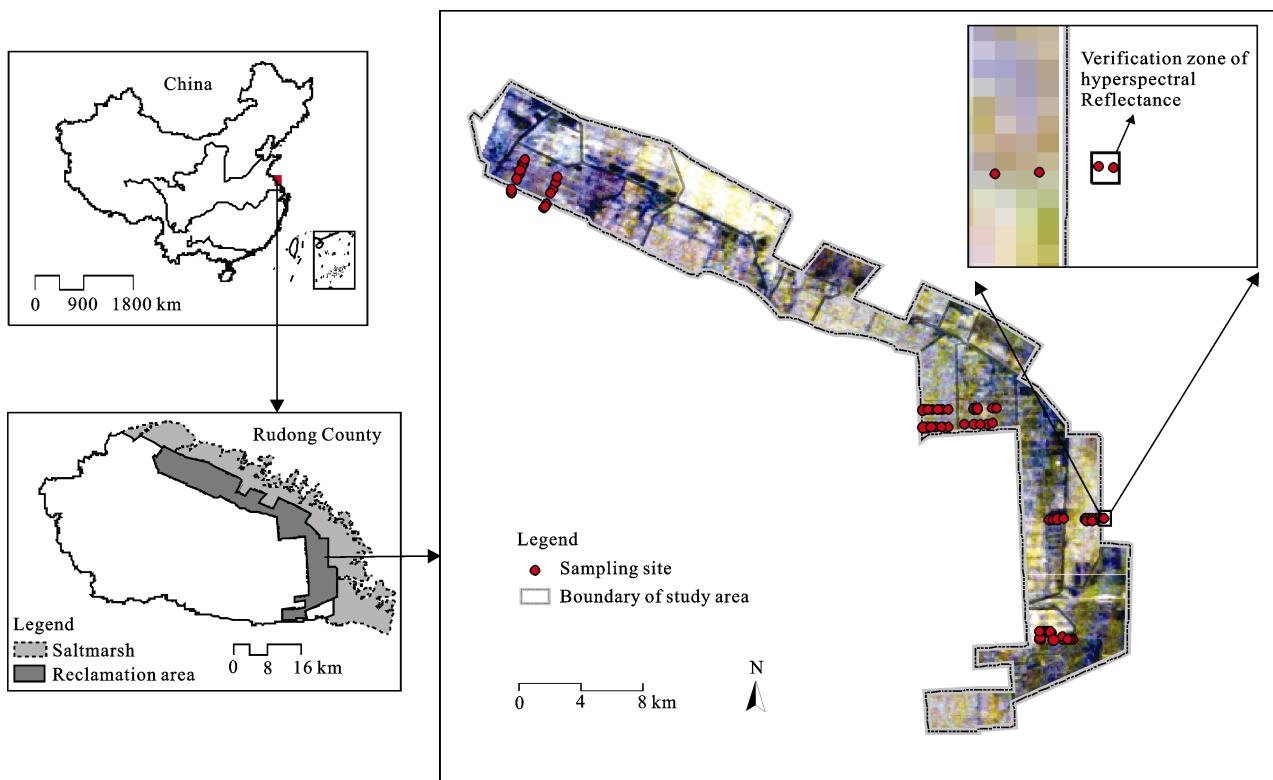 China
0 900 1800 km
Rudong County
Legend
Saltmarsh
Reclamation area
0 8 16 km
Verification zone of
hyperspectral
Reflectance
Legend
Sampling site
Boundary of study area
N
0 4 8 km